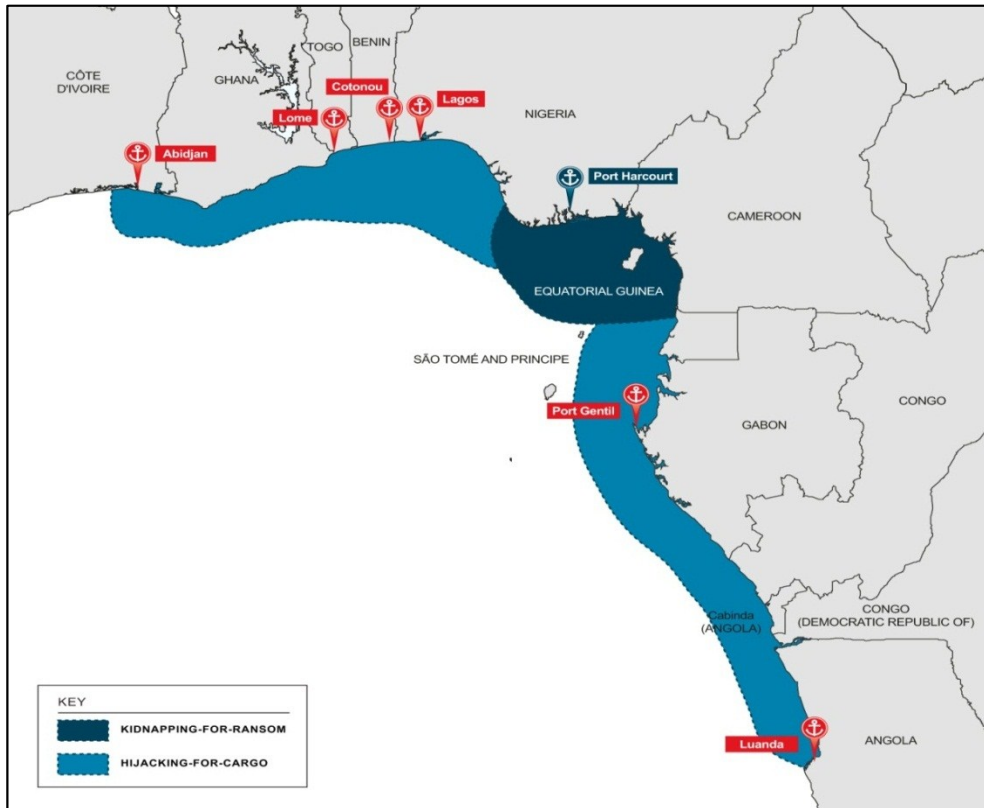 TOGO
BENIN
CÔTE
D'IVOIRE
GHANA
Cotonou
Lagos
Lome
NIGERIA
Abidjan
Port Harcourt
CAMEROON
EQUATORIAL GUINEA
SÃO TOMÉ AND PRINCIPE
Port Gentil
GABON
CONGO
Cabinda
(ANGOLA)
CONGO
(DEMOCRATIC REPUBLIC OF)
KEY
KIDNAPPING-FOR-RANSOM
HIJACKING-FOR-CARGO
Luanda
ANGOLA